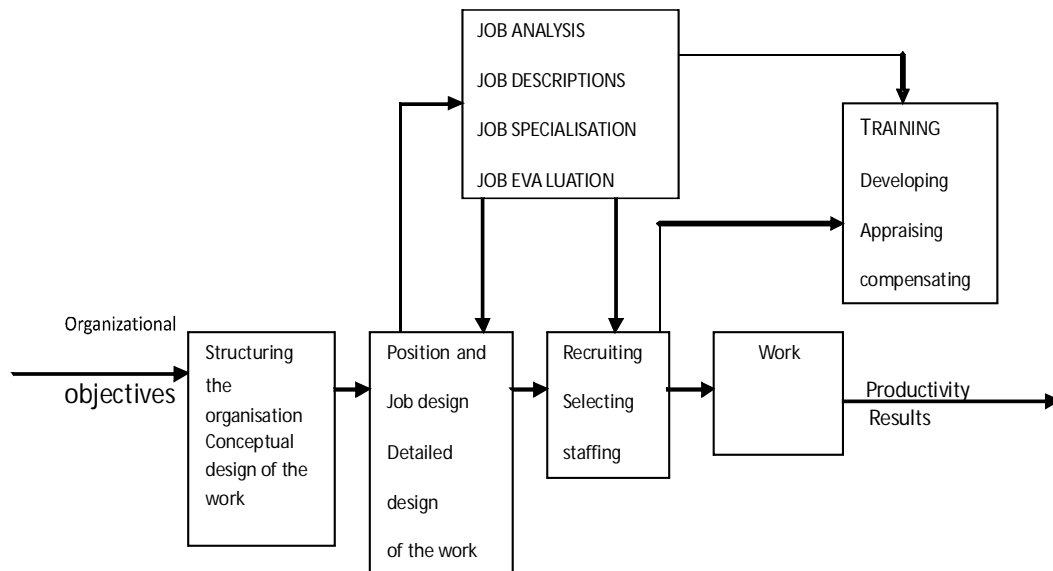 JOB ANALYSIS
JOB DESCRIPTIONS
JOB SPECIALISATION
JOB EVA LUATION
TRAINING
Developing
Appraising
compensating
Organizational
objectives
Structuring
the
organisation
Conceptual
design of the
work
Position and
Job design
Detailed
design
of the work
Recruiting
Selecting
staffing
Work
Productivity
Results